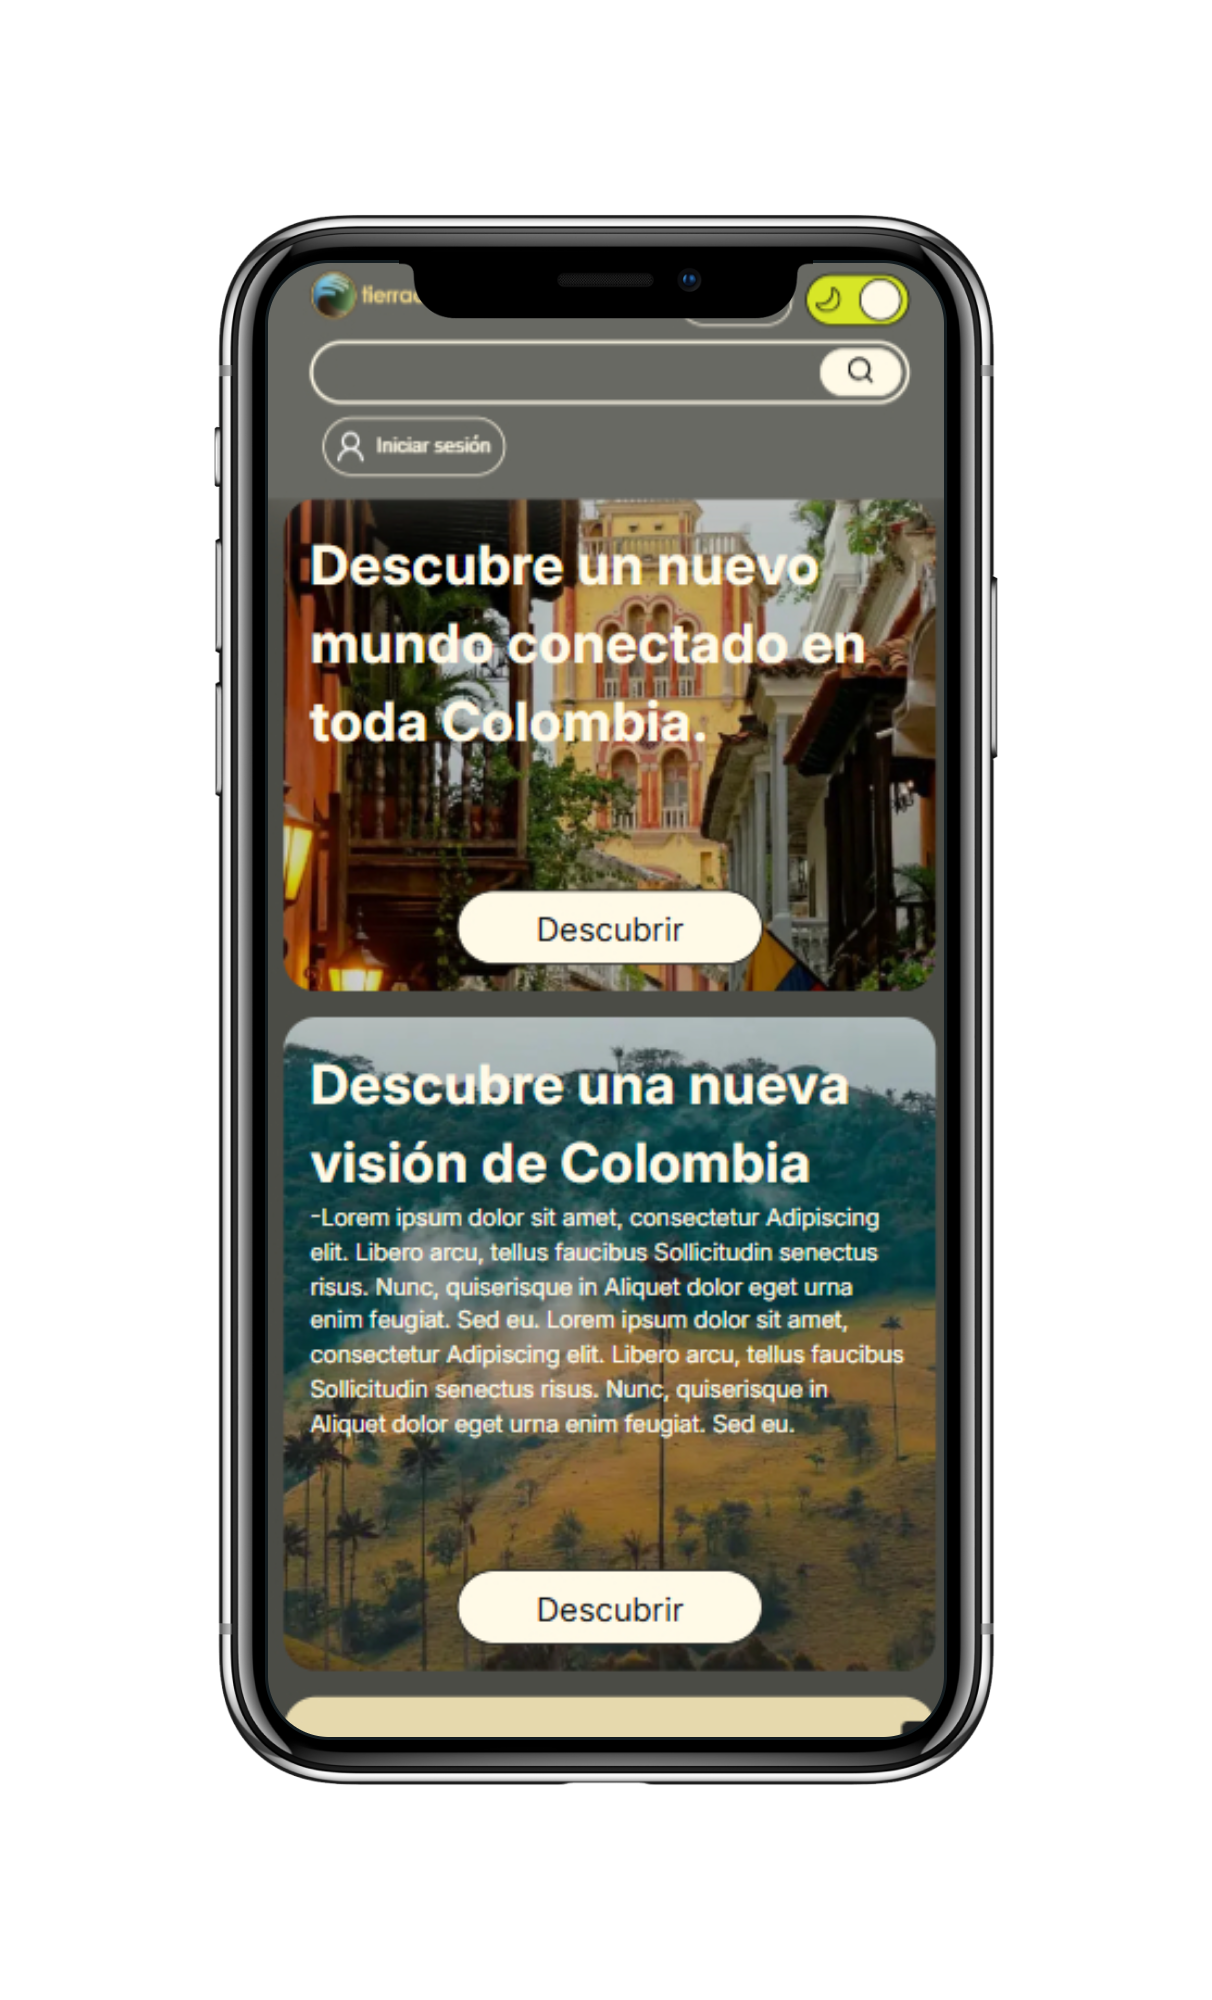 Iniciar sesión
Descubre un nuevo
mundo conectado en
toda Colombia.
Descubrir
Descubre una nueva
visión de Colombia
-Lorem ipsum dolor sit amet, consectetur Adipiscing
elit. Libero arcu, tellus faucibus Sollicitudin senectus
risus. Nunc, quiserisque in Aliquet dolor eget urna
enim feugiat. Sed eu. Lorem ipsum dolor sit amet,
consectetur Adipiscing elit. Libero arcu, tellus faucibus
Sollicitudin senectus risus. Nunc, quiserisque in
Aliquet dolor eget urna enim feugiat. Sed eu.
Descubrir